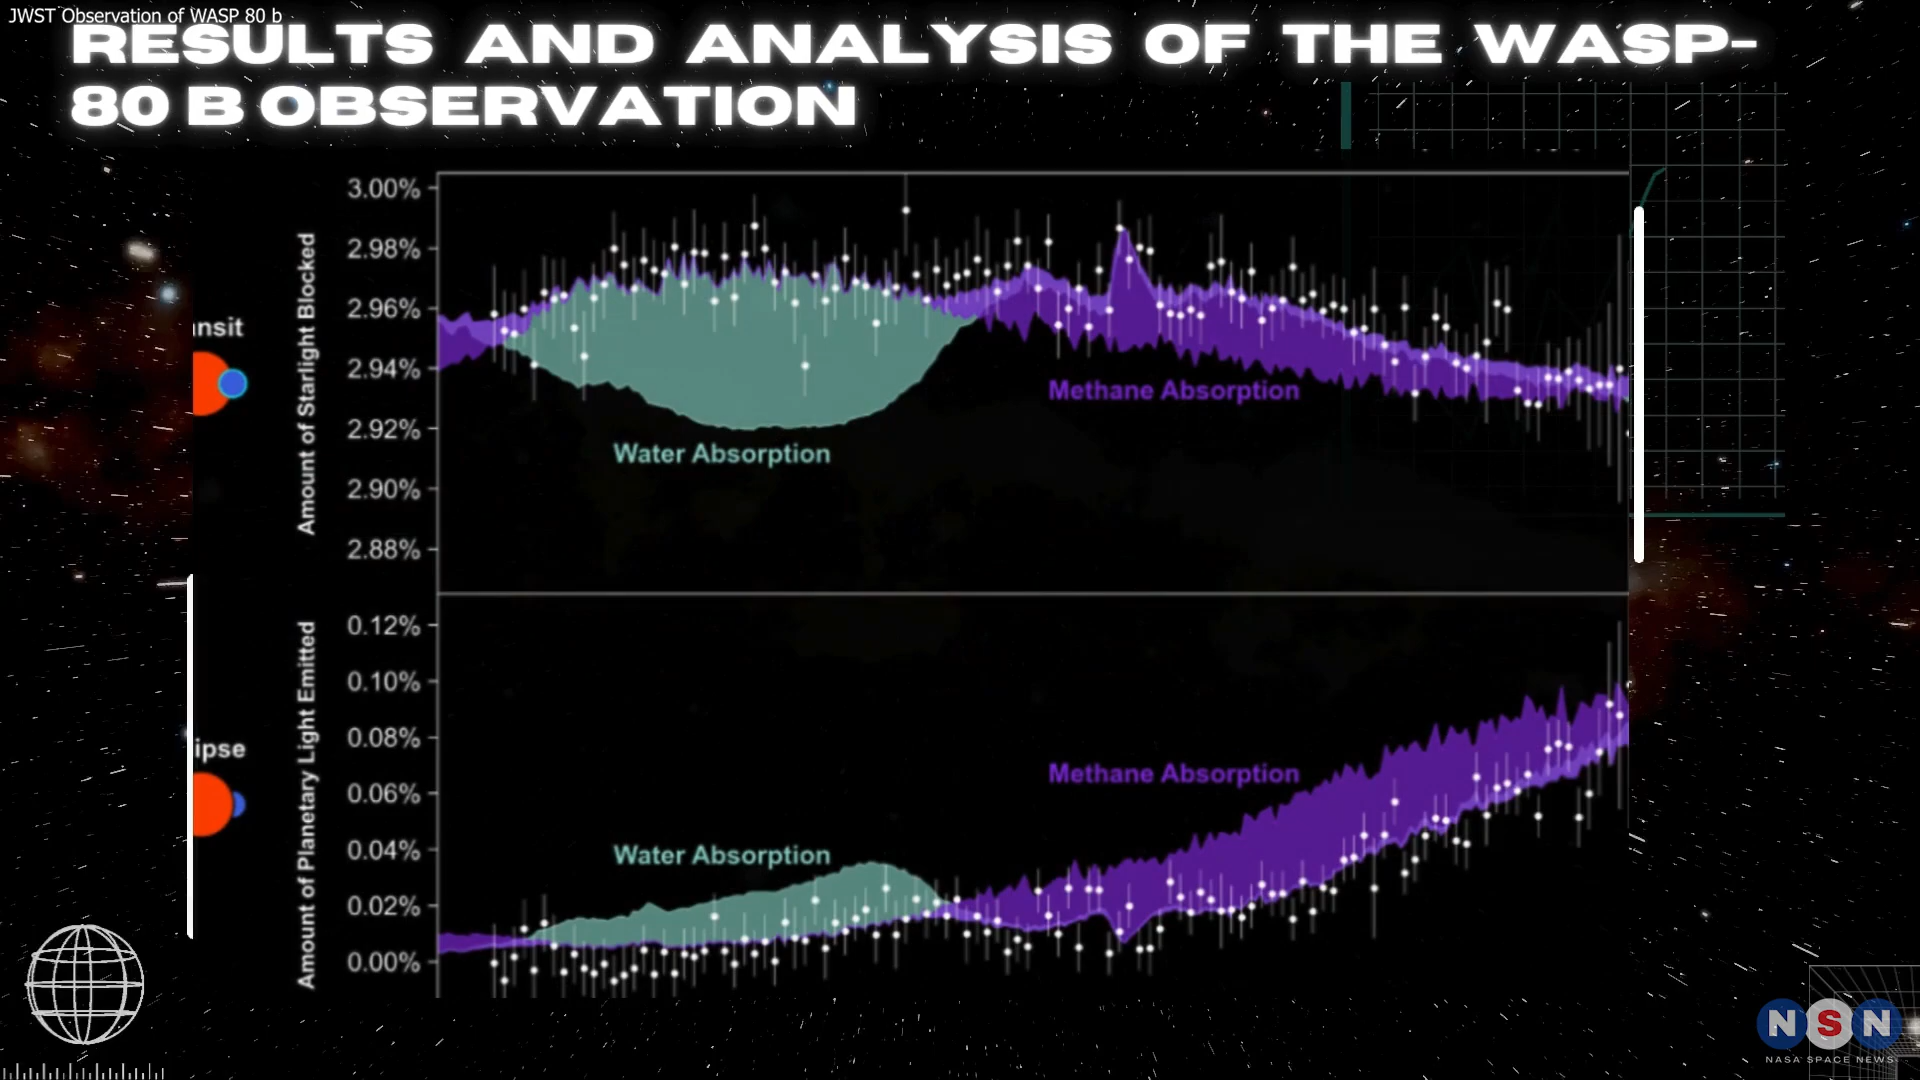 JWST Observation of WASP 80 b
RESULTS AND ANALYSIS OF THE WASP-
80 B OBSERVATION
nsit
Amount of Starlight Blocked
3.00%
2.98%
2.96%
2.94%
2.92%
2.90%
2.88%
Methane Absorption
Water Absorption
ipse
Amount of Planetary Light Emitted
0.12%
0.10%
0.08%
0.06%
0.04%
0.02%
0.00%
Methane Absorption
Water Absorption
NSN
NASA SPACE NEWS